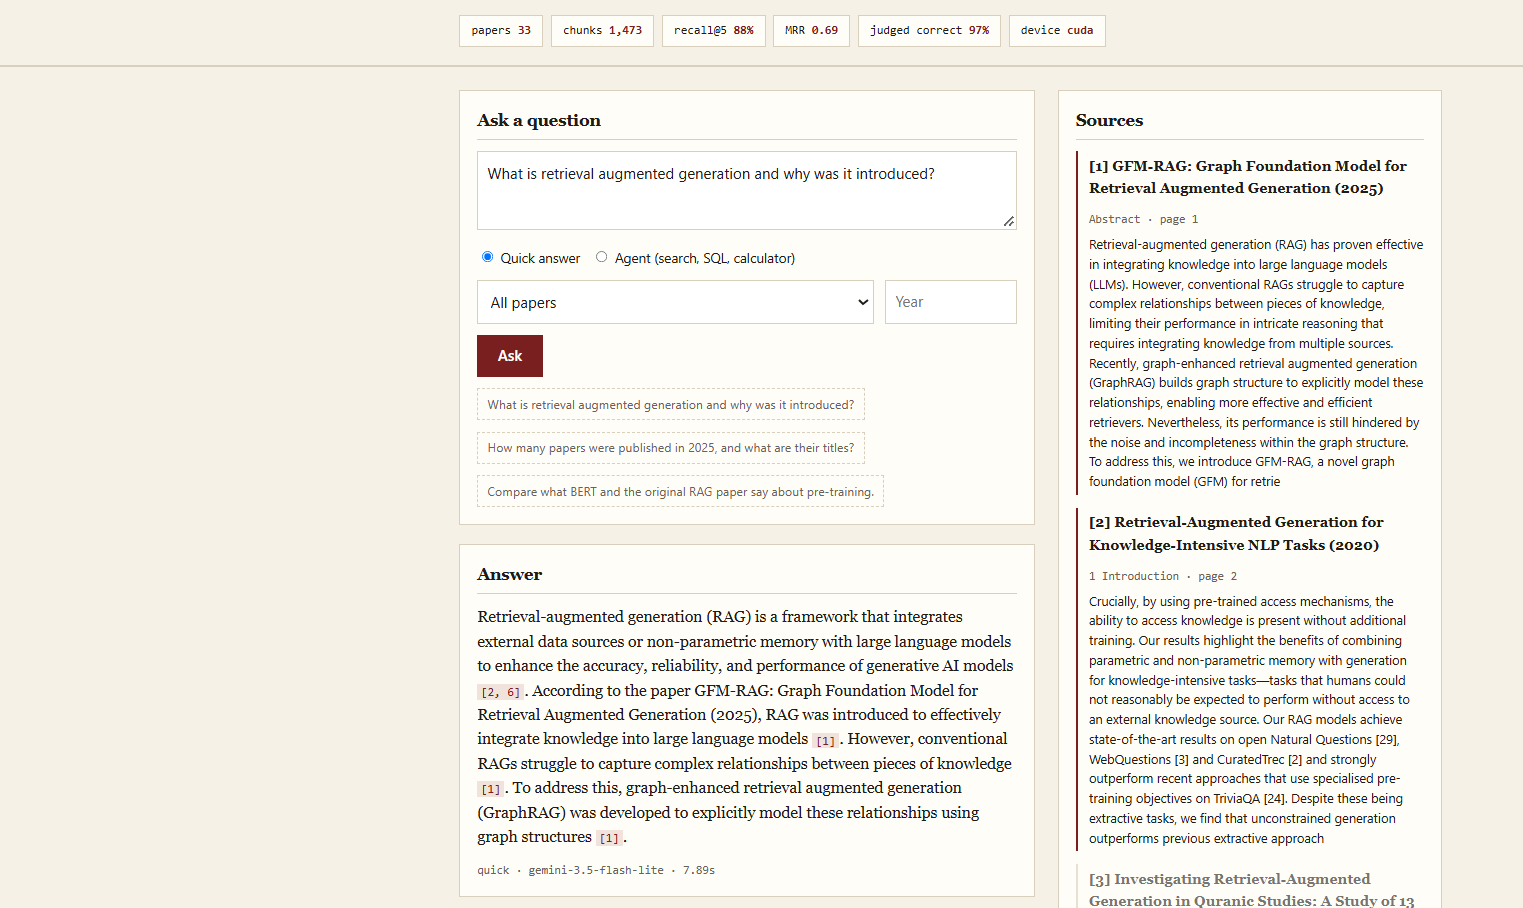 papers 33
chunks 1,473
recall@5 88%
MRR 0.69
judged correct 97%
device cuda
Ask a question
What is retrieval augmented generation and why was it introduced?
Quick answer
Agent (search, SQL, calculator)
All papers
Year
Ask
What is retrieval augmented generation and why was it introduced?
How many papers were published in 2025, and what are their titles?
Compare what BERT and the original RAG paper say about pre-training.
Answer
Retrieval-augmented generation (RAG) is a framework that integrates
external data sources or non-parametric memory with large language models
to enhance the accuracy, reliability, and performance of generative AI models
[2, 6]. According to the paper GFM-RAG: Graph Foundation Model for
Retrieval Augmented Generation (2025), RAG was introduced to effectively
integrate knowledge into large language models [1]. However, conventional
RAGs struggle to capture complex relationships between pieces of knowledge
[1]. To address this, graph-enhanced retrieval augmented generation
(GraphRAG) was developed to explicitly model these relationships using
graph structures [1].
quick · gemini-3.5-flash-lite · 7.89s
Sources
[1] GFM-RAG: Graph Foundation Model for
Retrieval Augmented Generation (2025)
Abstract · page 1
Retrieval-augmented generation (RAG) has proven effective
in integrating knowledge into large language models
(LLMs). However, conventional RAGs struggle to capture
complex relationships between pieces of knowledge,
limiting their performance in intricate reasoning that
requires integrating knowledge from multiple sources.
Recently, graph-enhanced retrieval augmented generation
(GraphRAG) builds graph structure to explicitly model these
relationships, enabling more effective and efficient
retrievers. Nevertheless, its performance is still hindered by
the noise and incompleteness within the graph structure.
To address this, we introduce GFM-RAG, a novel graph
foundation model (GFM) for retrie
[2] Retrieval-Augmented Generation for
Knowledge-Intensive NLP Tasks (2020)
1 Introduction · page 2
Crucially, by using pre-trained access mechanisms, the
ability to access knowledge is present without additional
training. Our results highlight the benefits of combining
parametric and non-parametric memory with generation
for knowledge-intensive tasks—tasks that humans could
not reasonably be expected to perform without access to
an external knowledge source. Our RAG models achieve
state-of-the-art results on open Natural Questions [29],
WebQuestions [3] and CuratedTrec [2] and strongly
outperform recent approaches that use specialised pre-
training objectives on TriviaQA [24]. Despite these being
extractive tasks, we find that unconstrained generation
outperforms previous extractive approach
[3] Investigating Retrieval-Augmented
Generation in Quranic Studies: A Study of 13